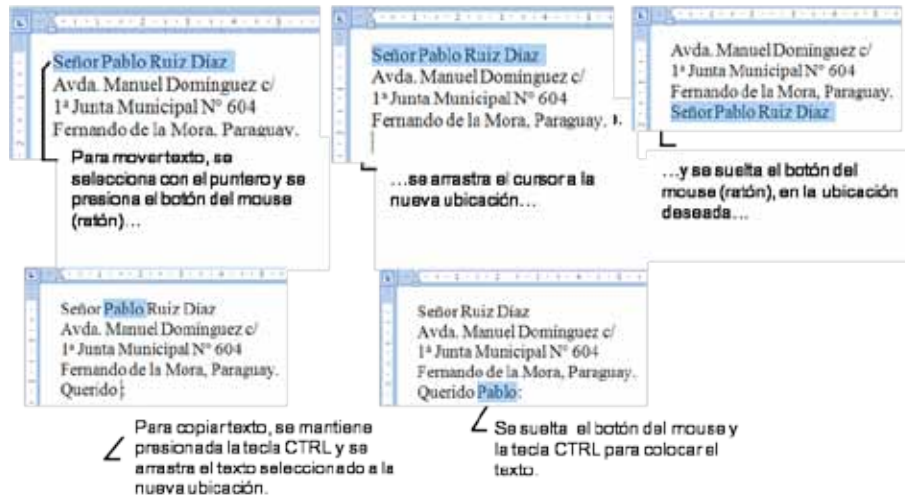 Señor Pablo Ruiz Díaz
Avda. Manuel Domínguez c/
1ª Junta Municipal N° 604
Fernando de la Mora, Paraguay.
Para mover texto, se
selecciona con el puntero y se
presiona el botón del mouse
(ratón)...
Señor Pablo Ruiz Díaz
Avda. Manuel Domínguez c/
1ª Junta Municipal N° 604
Fernando de la Mora, Paraguay.
...se arrastra el cursor a la
nueva ubicación...
Avda. Manuel Domínguez c/
1ª Junta Municipal N° 604
Fernando de la Mora, Paraguay.
Señor Pablo Ruiz Díaz
...y se suelta el botón del
mouse (ratón), en la ubicación
deseada...
Señor Pablo Ruiz Díaz
Avda. Manuel Domínguez c/
1ª Junta Municipal N° 604
Fernando de la Mora, Paraguay.
Querido:
Para copiar texto, se mantiene
presionada la tecla CTRL y se
arrastra el texto seleccionado a la
nueva ubicación.
Señor Ruiz Díaz
Avda. Manuel Domínguez c/
1ª Junta Municipal N° 604
Fernando de la Mora, Paraguay.
Querido Pablo:
Se suelta el botón del mouse y
la tecla CTRL para colocar el
texto.